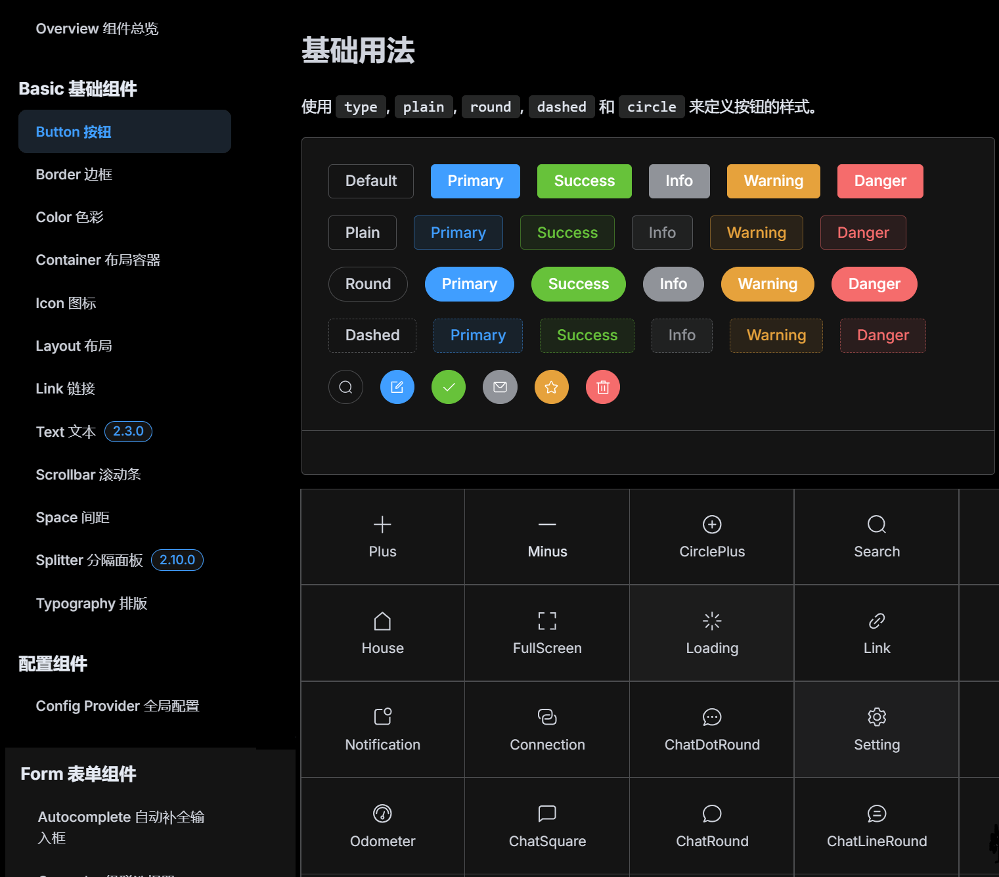 Overview 组件总览
Basic 基础组件
Button 按钮
Border 边框
Color 色彩
Container 布局容器
Icon 图标
Layout 布局
Link 链接
Text 文本 2.3.0
Scrollbar 滚动条
Space 间距
Splitter 分隔面板 2.10.0
Typography 排版
配置组件
Config Provider 全局配置
Form 表单组件
Autocomplete 自动补全输
入框
基础用法
使用 type, plain, round, dashed 和 circle 来定义按钮的样式。
Default Primary Success Info Warning Danger
Plain Primary Success Info Warning Danger
Round Primary Success Info Warning Danger
Dashed Primary Success Info Warning Danger
Plus Minus CirclePlus Search
House FullScreen Loading Link
Notification Connection ChatDotRound Setting
Odometer ChatSquare ChatRound ChatLineRound